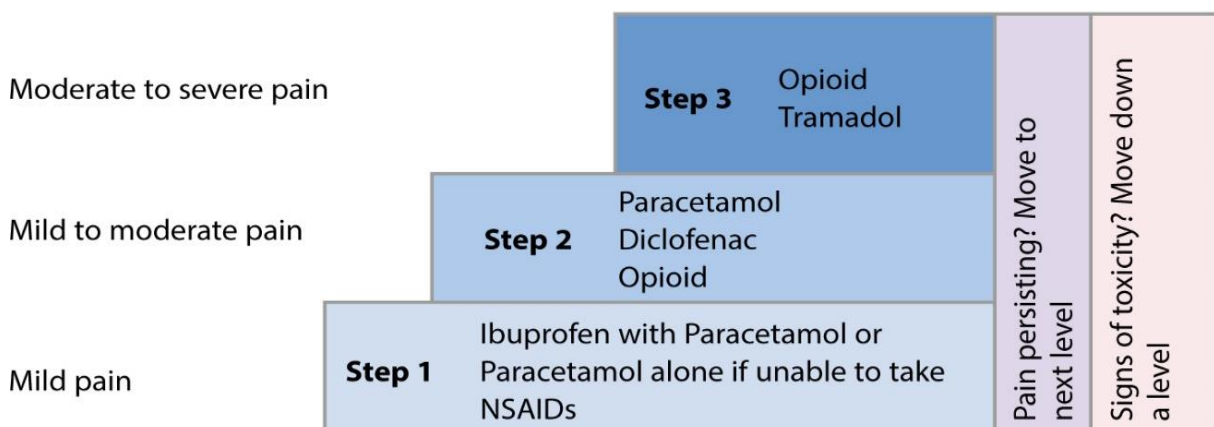 Moderate to severe pain
Step 3
Opioid
Tramadol
Mild to moderate pain
Step 2
Paracetamol
Diclofenac
Opioid
Mild pain
Step 1
Ibuprofen with Paracetamol or
Paracetamol alone if unable to take
NSAIDs
Pain persisting? Move to
next level
Signs of toxicity? Move down
a level